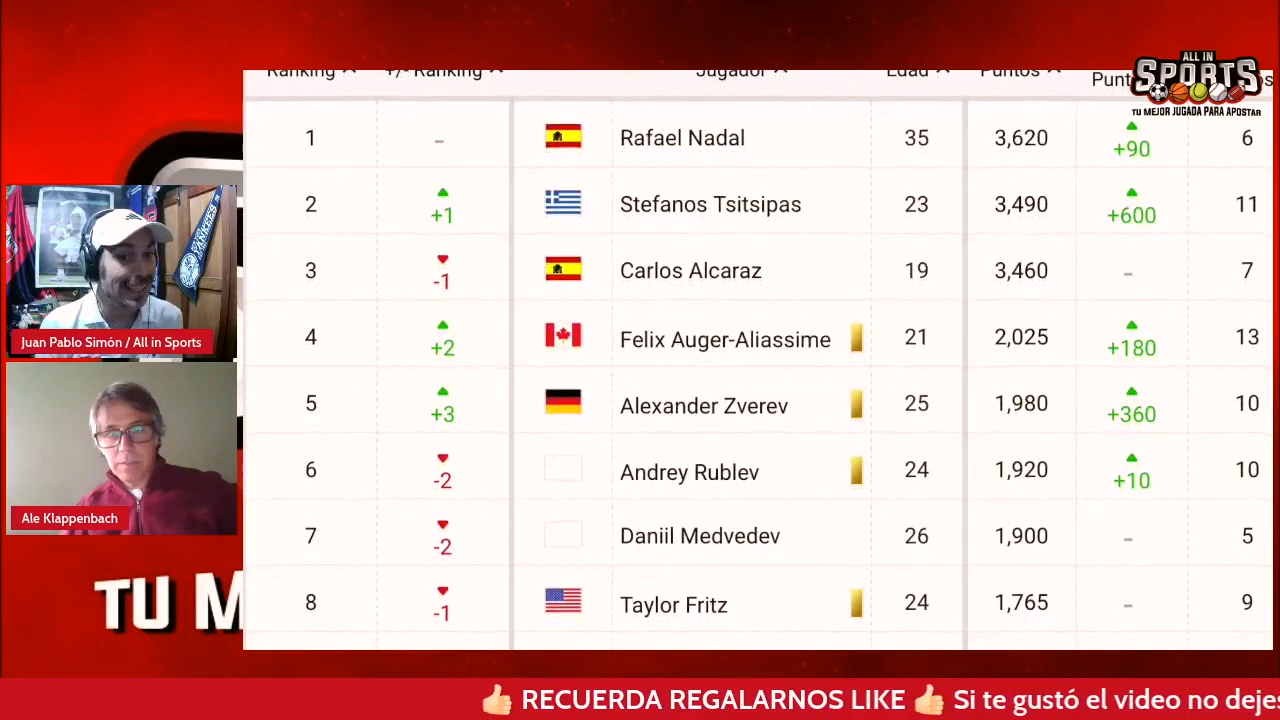 ALL IN
SPORTS
TU MEJOR JUGADA PARA APOSTAR
Ranking +/- Ranking Jugador Edad Puntos
1 - Rafael Nadal 35 3,620 +90 6
2 +1 Stefanos Tsitsipas 23 3,490 +600 11
3 -1 Carlos Alcaraz 19 3,460 - 7
4 +2 Felix Auger-Aliassime 21 2,025 +180 13
5 +3 Alexander Zverev 25 1,980 +360 10
6 -2 Andrey Rublev 24 1,920 +10 10
7 -2 Daniil Medvedev 26 1,900 - 5
8 -1 Taylor Fritz 24 1,765 - 9
YANKEES
Juan Pablo Simón / All in Sports
Ale Klappenbach
TU M
👍🏻 RECUERDA REGALARNOS LIKE 👍🏻 Si te gustó el video no dejes